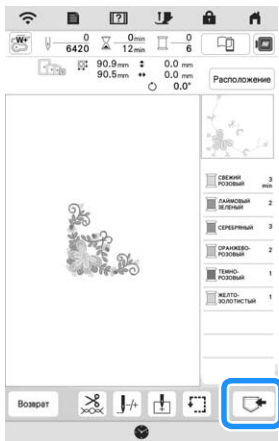 W+
0
6420
0min
12min
0
6
90.9mm
0.0 mm
90.5mm
0.0 mm
0.0°
Расположение
СВЕЖИЙ
РОЗОВЫЙ
3
min
ЛАЙМОВЫЙ
ЗЕЛЕНЫЙ
2
СЕРЕБРЯНЫЙ
3
ОРАНЖЕВО-
РОЗОВЫЙ
2
ТЕМНО-
РОЗОВЫЙ
1
ЖЕЛТО-
ЗОЛОТИСТЫЙ
1
Возврат
-/+